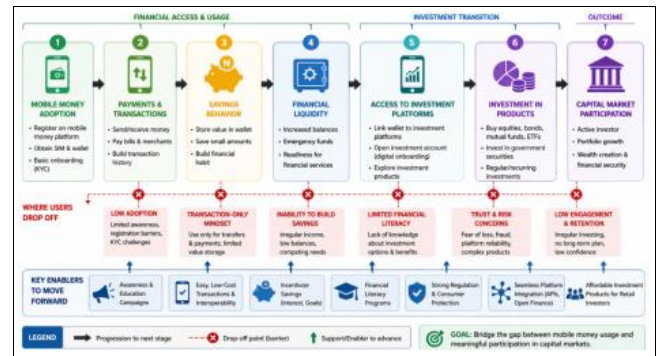 FINANCIAL ACCESS & USAGE
INVESTMENT TRANSITION
OUTCOME
1
MOBILE MONEY
ADOPTION
• Register on mobile
money platform
• Obtain SIM & wallet
• Basic onboarding
(KYC)
2
PAYMENTS &
TRANSACTIONS
• Send/receive money
• Pay bills & merchants
• Build transaction
history
3
SAVINGS
BEHAVIOR
• Store value in wallet
• Save small amounts
• Build financial
habit
4
FINANCIAL
LIQUIDITY
• Increased balances
• Emergency funds
• Readiness for
financial services
5
ACCESS TO INVESTMENT
PLATFORMS
• Link wallet to investment
platforms
• Open investment account
(digital onboarding)
• Explore investment
products
6
INVESTMENT IN
PRODUCTS
• Buy equities, bonds,
mutual funds, ETFs
• Invest in government
securities
• Regular/recurring
investments
7
CAPITAL MARKET
PARTICIPATION
• Active investor
• Portfolio growth
• Wealth creation &
financial security
WHERE USERS
DROP OFF
LOW ADOPTION
Limited awareness,
registration barriers,
KYC challenges
TRANSACTION-ONLY
MINDSET
Use only for transfers
& payments; limited
value storage
INABILITY TO BUILD
SAVINGS
Irregular income,
low balances,
competing needs
LIMITED FINANCIAL
LITERACY
Lack of knowledge
about investment
options & benefits
TRUST & RISK
CONCERNS
Fear of loss, fraud,
platform reliability,
complex products
LOW ENGAGEMENT
& RETENTION
Irregular investing,
no long-term plan,
low confidence
KEY ENABLERS
TO MOVE
FORWARD
Awareness &
Education
Campaigns
Easy, Low-Cost
Transactions &
Interoperability
Incentivize
Savings
(Interest, Goals)
Financial
Literacy
Programs
Strong Regulation
& Consumer
Protection
Seamless Platform
Integration (APIs,
Open Finance)
Affordable Investment
Products for Retail
Investors
LEGEND
Progression to next stage
Drop-off point (barrier)
Support/Enabler to advance
GOAL: Bridge the gap between mobile money usage and
meaningful participation in capital markets.